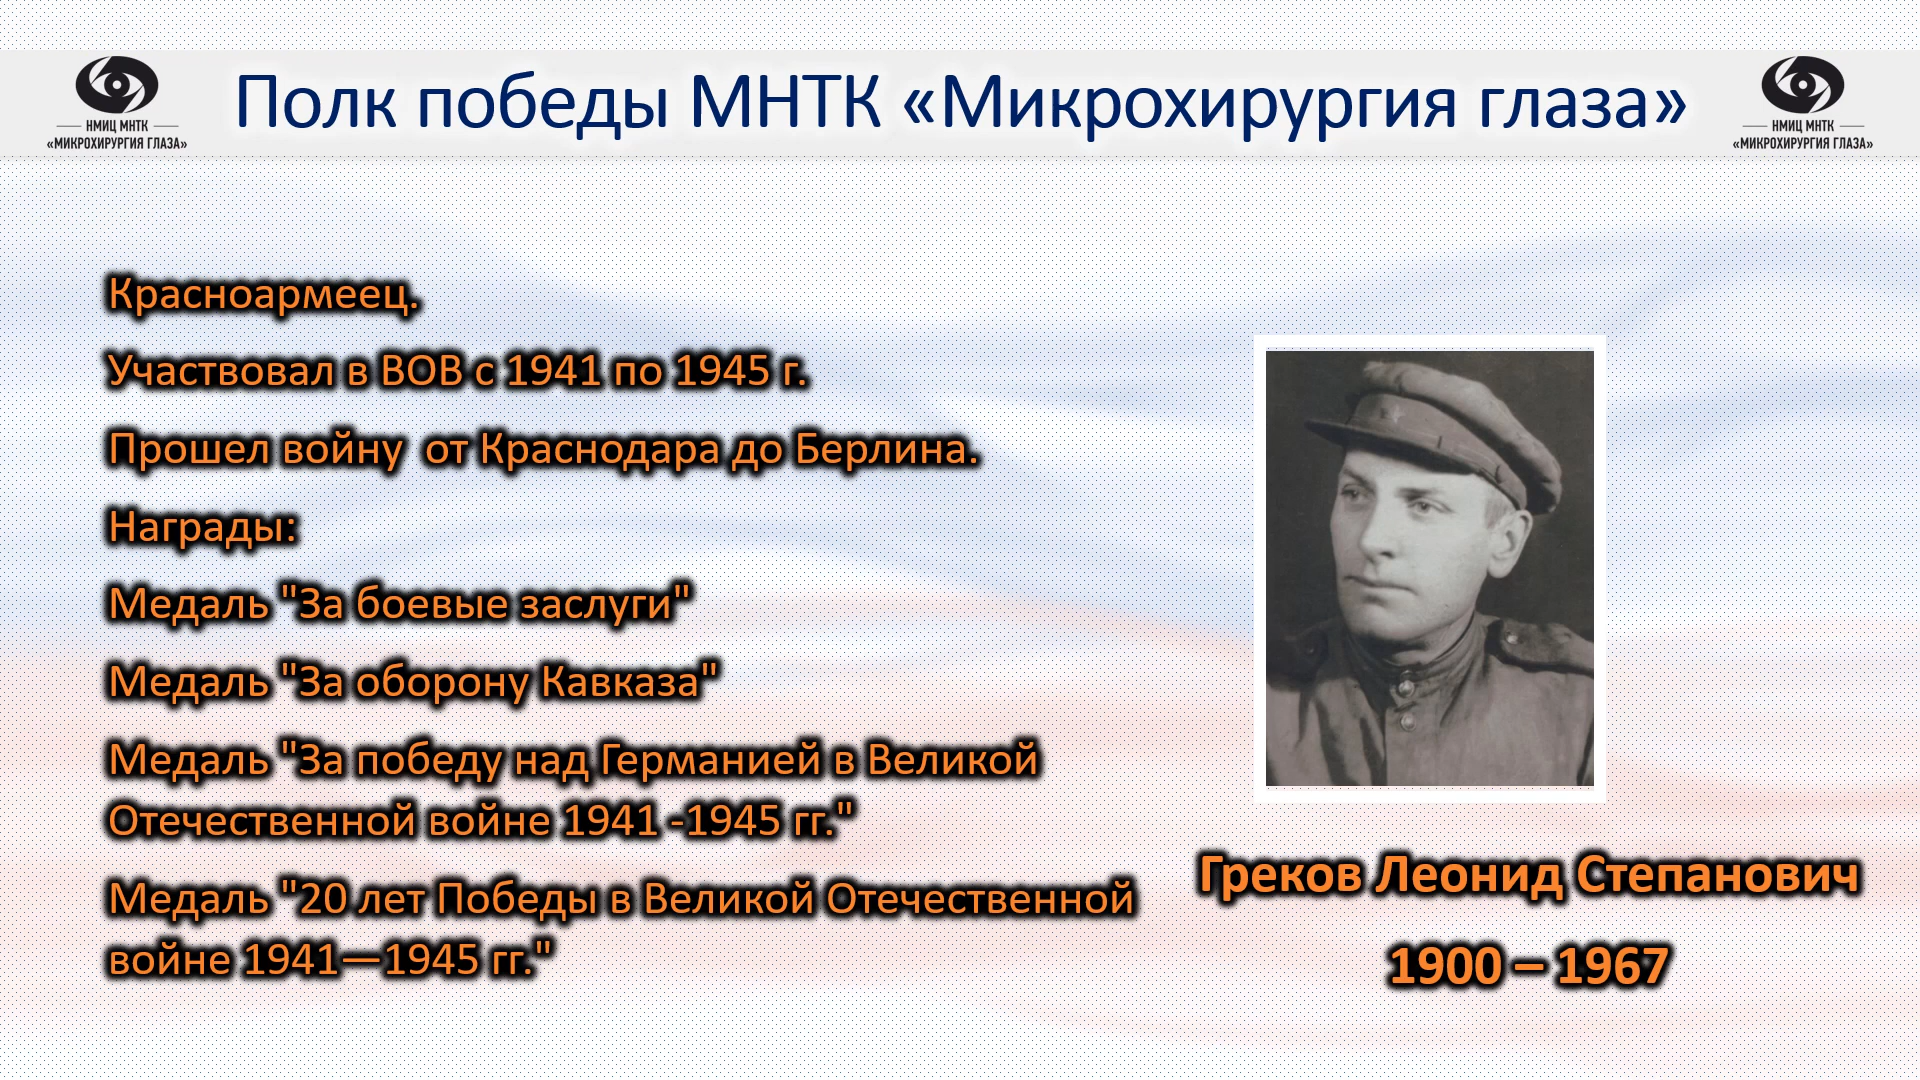 Полк победы МНТК «Микрохирургия глаза»
НМИЦ МНТК
«МИКРОХИРУРГИЯ ГЛАЗА»
НМИЦ МНТК
«МИКРОХИРУРГИЯ ГЛАЗА»
Красноармеец.
Участвовал в ВОВ с 1941 по 1945 г.
Прошел войну  от Краснодара до Берлина.
Награды:
Медаль "За боевые заслуги"
Медаль "За оборону Кавказа"
Медаль "За победу над Германией в Великой
Отечественной войне 1941 -1945 гг."
Медаль "20 лет Победы в Великой Отечественной
войне 1941—1945 гг."
Греков Леонид Степанович
1900 – 1967